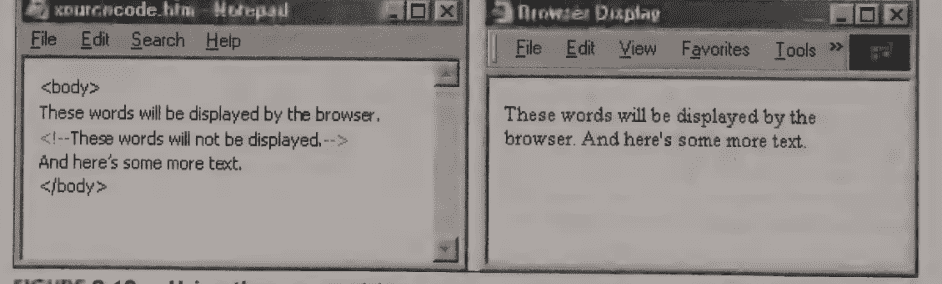 sourcecode.htm - Notepad
File Edit Search Help
<body>
These words will be displayed by the browser.
<!--These words will not be displayed.-->
And here's some more text.
</body>
Browser Display
File Edit View Favorites Tools »
These words will be displayed by the
browser. And here's some more text.